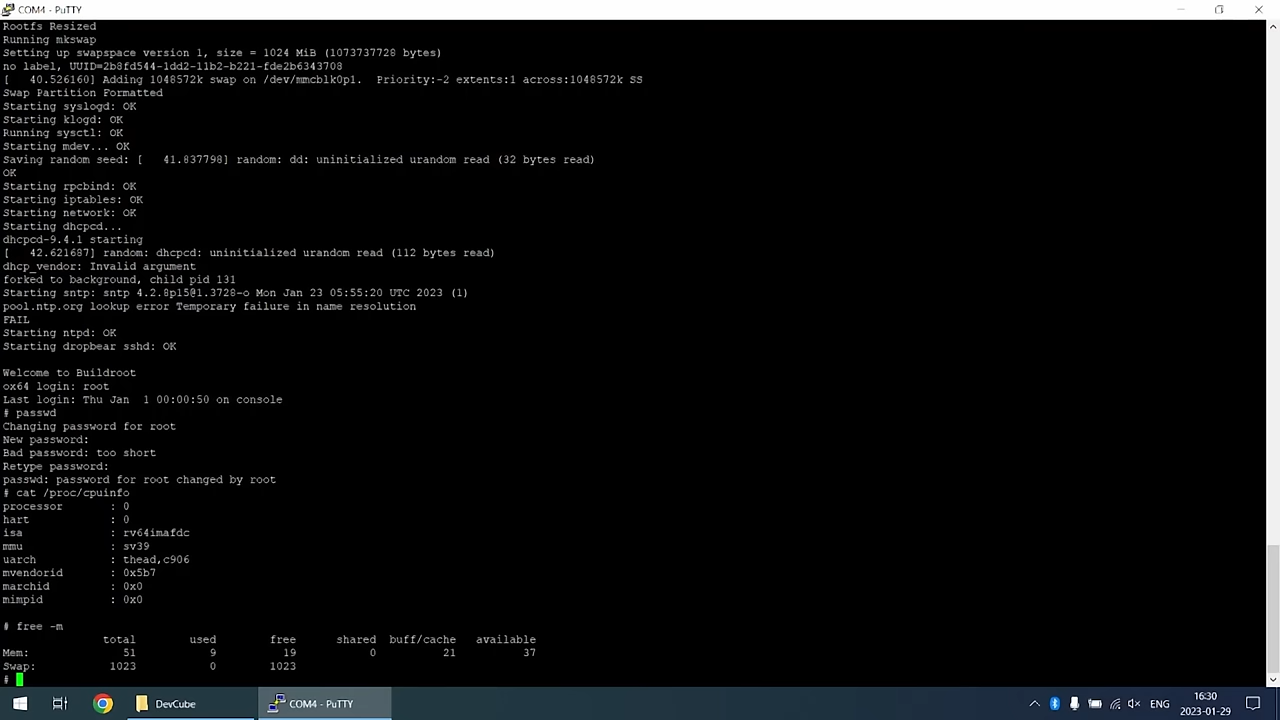 COM4 - PuTTY
Rootfs Resized
Running mkswap
Setting up swapspace version 1, size = 1024 MiB (1073737728 bytes)
no label, UUID=2b8fd544-1dd2-11b2-b221-fde2b6343708
[   40.526160] Adding 1048572k swap on /dev/mmcblk0p1.  Priority:-2 extents:1 across:1048572k SS
Swap Partition Formatted
Starting syslogd: OK
Starting klogd: OK
Running sysctl: OK
Starting mdev... OK
Saving random seed: [   41.837798] random: dd: uninitialized urandom read (32 bytes read)
OK
Starting rpcbind: OK
Starting iptables: OK
Starting network: OK
Starting dhcpcd...
dhcpcd-9.4.1 starting
[   42.621687] random: dhcpcd: uninitialized urandom read (112 bytes read)
dhcp_vendor: Invalid argument
forked to background, child pid 131
Starting sntp: sntp 4.2.8p15@1.3728-o Mon Jan 23 05:55:20 UTC 2023 (1)
pool.ntp.org lookup error Temporary failure in name resolution
FAIL
Starting ntpd: OK
Starting dropbear sshd: OK
Welcome to Buildroot
ox64 login: root
Last login: Thu Jan  1 00:00:50 on console
# passwd
Changing password for root
New password:
Bad password: too short
Retype password:
passwd: password for root changed by root
# cat /proc/cpuinfo
processor       : 0
hart            : 0
isa             : rv64imafdc
mmu             : sv39
uarch           : thead,c906
mvendorid       : 0x5b7
marchid         : 0x0
mimpid          : 0x0
# free -m
total        used        free      shared  buff/cache   available
Mem:             51           9          19           0          21          37
Swap:          1023           0        1023
#
DevCube
COM4 - PuTTY
ENG
16:30
2023-01-29